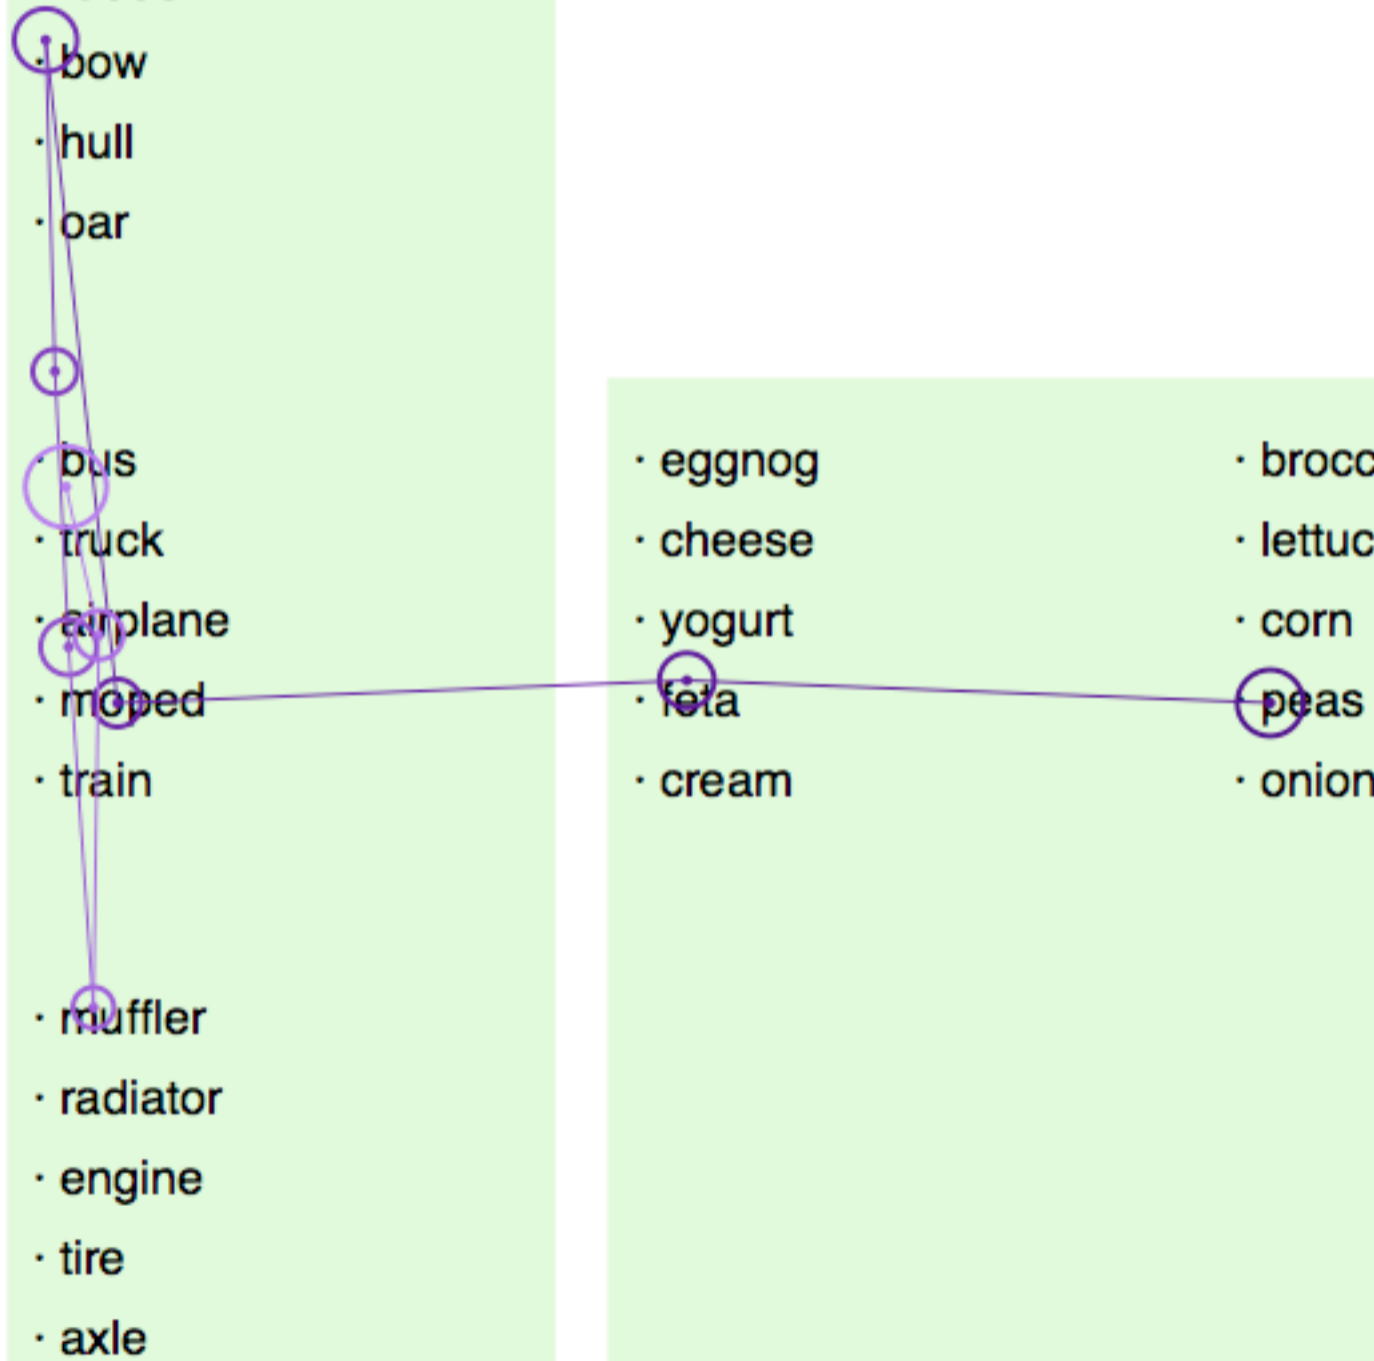 · bow
· hull
· oar
· bus
· truck
· airplane
· moped
· train
· muffler
· radiator
· engine
· tire
· axle
· eggnog
· cheese
· yogurt
· feta
· cream
· brocc
· lettuc
· corn
· peas
· onion